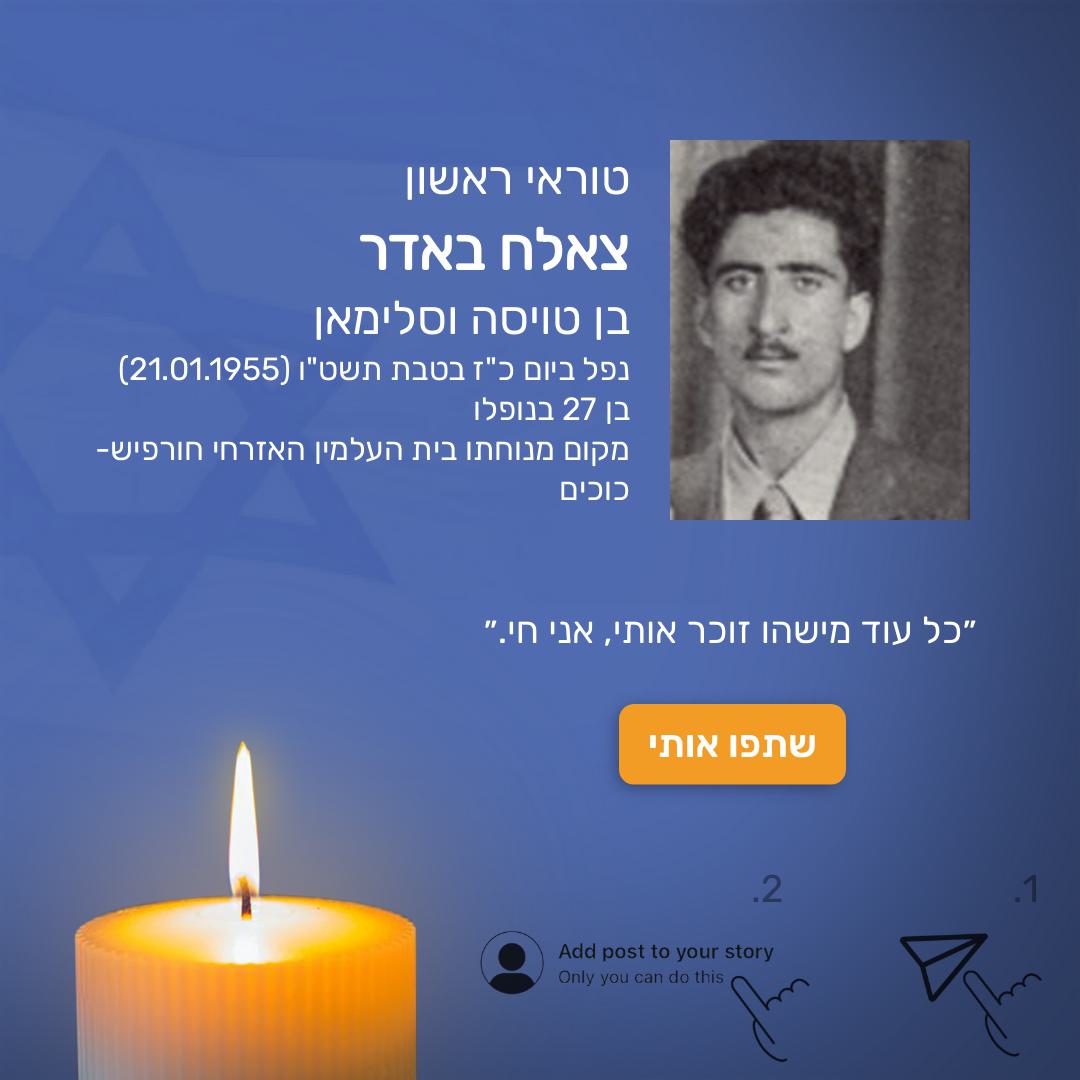 טוראי ראשון
צאלח באדר
בן טויסה וסלימאן
נפל ביום כ"ז בטבת תשט"ו (21.01.1955)
בן 27 בנופלו
מקום מנוחתו בית העלמין האזרחי חורפיש-
כוכים
״כל עוד מישהו זוכר אותי, אני חי.״
שתפו אותי
1.
2.
Add post to your story
Only you can do this